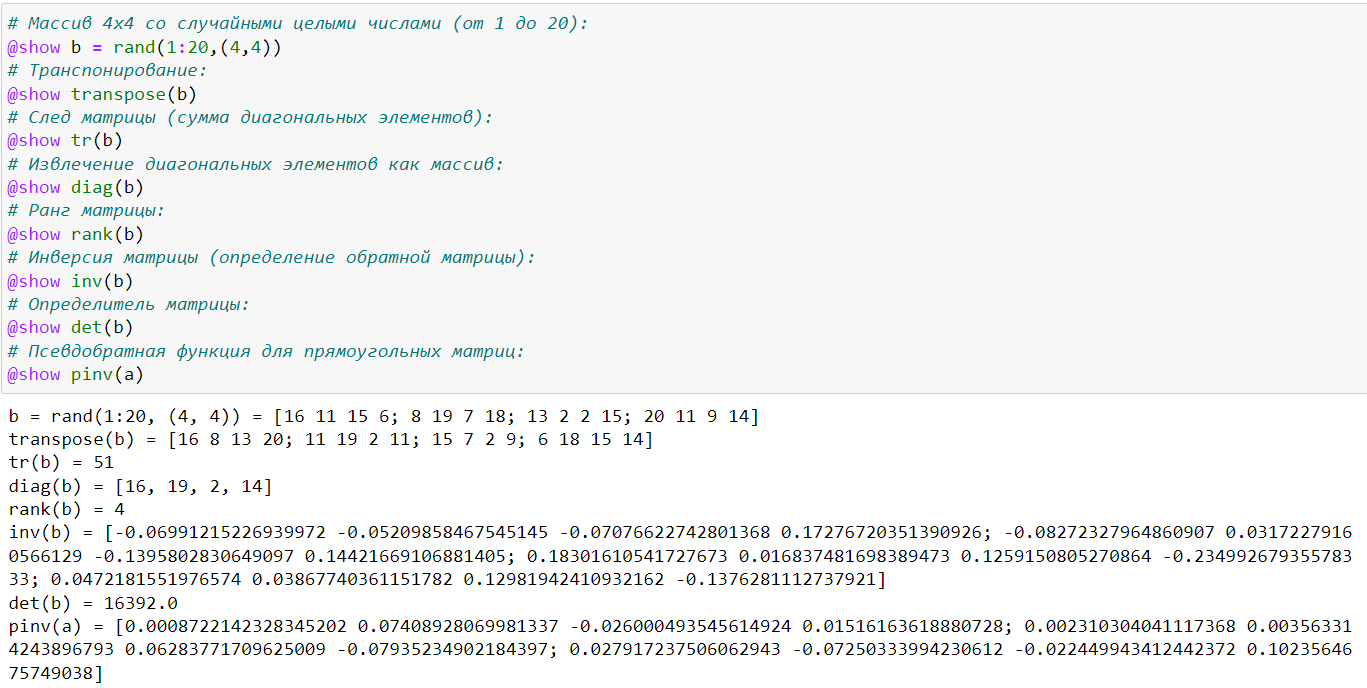 # Массив 4x4 со случайными целыми числами (от 1 до 20):
@show b = rand(1:20,(4,4))
# Транспонирование:
@show transpose(b)
# След матрицы (сумма диагональных элементов):
@show tr(b)
# Извлечение диагональных элементов как массив:
@show diag(b)
# Ранг матрицы:
@show rank(b)
# Инверсия матрицы (определение обратной матрицы):
@show inv(b)
# Определитель матрицы:
@show det(b)
# Псевдобратная функция для прямоугольных матриц:
@show pinv(a)
b = rand(1:20, (4, 4)) = [16 11 15 6; 8 19 7 18; 13 2 2 15; 20 11 9 14]
transpose(b) = [16 8 13 20; 11 19 2 11; 15 7 2 9; 6 18 15 14]
tr(b) = 51
diag(b) = [16, 19, 2, 14]
rank(b) = 4
inv(b) = [-0.06991215226939972 -0.05209858467545145 -0.07076622742801368 0.17276720351390926; -0.08272327964860907 0.0317227916
0566129 -0.1395802830649097 0.14421669106881405; 0.18301610541727673 0.016837481698389473 0.1259150805270864 -0.234992679355783
33; 0.0472181551976574 0.03867740361151782 0.12981942410932162 -0.1376281112737921]
det(b) = 16392.0
pinv(a) = [0.0008722142328345202 0.07408928069981337 -0.026000493545614924 0.01516163618880728; 0.002310304041117368 0.00356331
4243896793 0.06283771709625009 -0.07935234902184397; 0.027917237506062943 -0.07250333994230612 -0.022449943412442372 0.10235646
75749038]